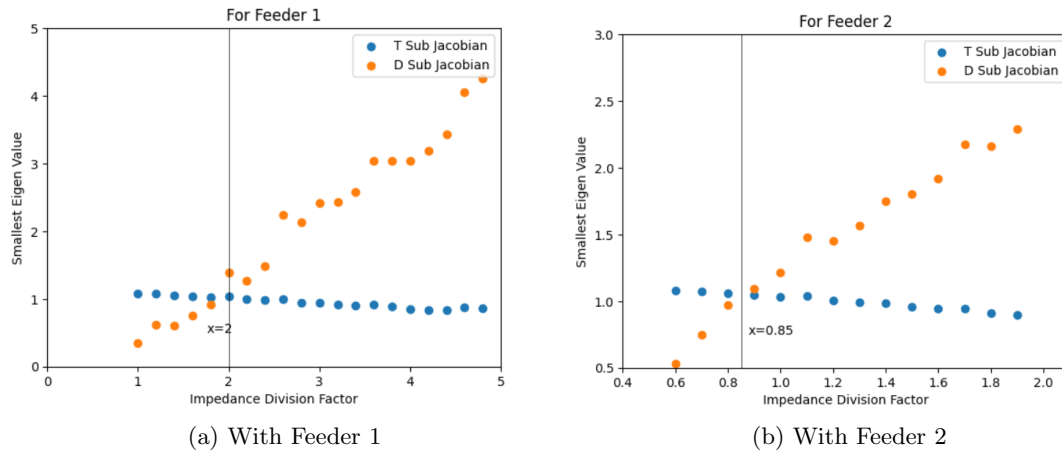 For Feeder 1
T Sub Jacobian
D Sub Jacobian
Smallest Eigen Value
5
4
3
2
1
0
x=2
0 1 2 3 4 5
Impedance Division Factor
(a) With Feeder 1
For Feeder 2
T Sub Jacobian
D Sub Jacobian
Smallest Eigen Value
3.0
2.5
2.0
1.5
1.0
0.5
x=0.85
0.4 0.6 0.8 1.0 1.2 1.4 1.6 1.8 2.0
Impedance Division Factor
(b) With Feeder 2